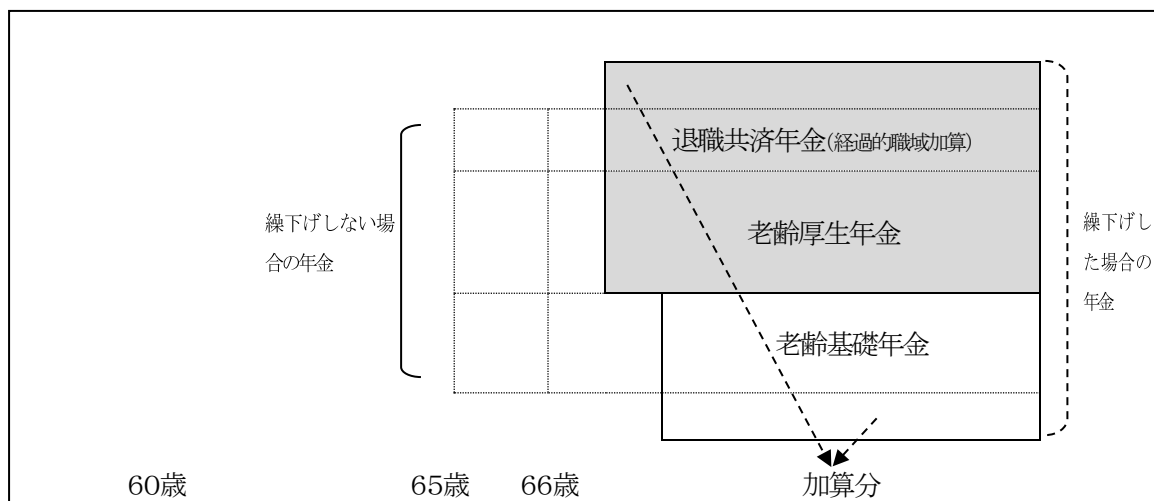 退職共済年金(経過的職域加算)
繰下げしない場
合の年金
老齢厚生年金
繰下げし
た場合の
年金
老齢基礎年金
60歳 65歳 66歳 加算分